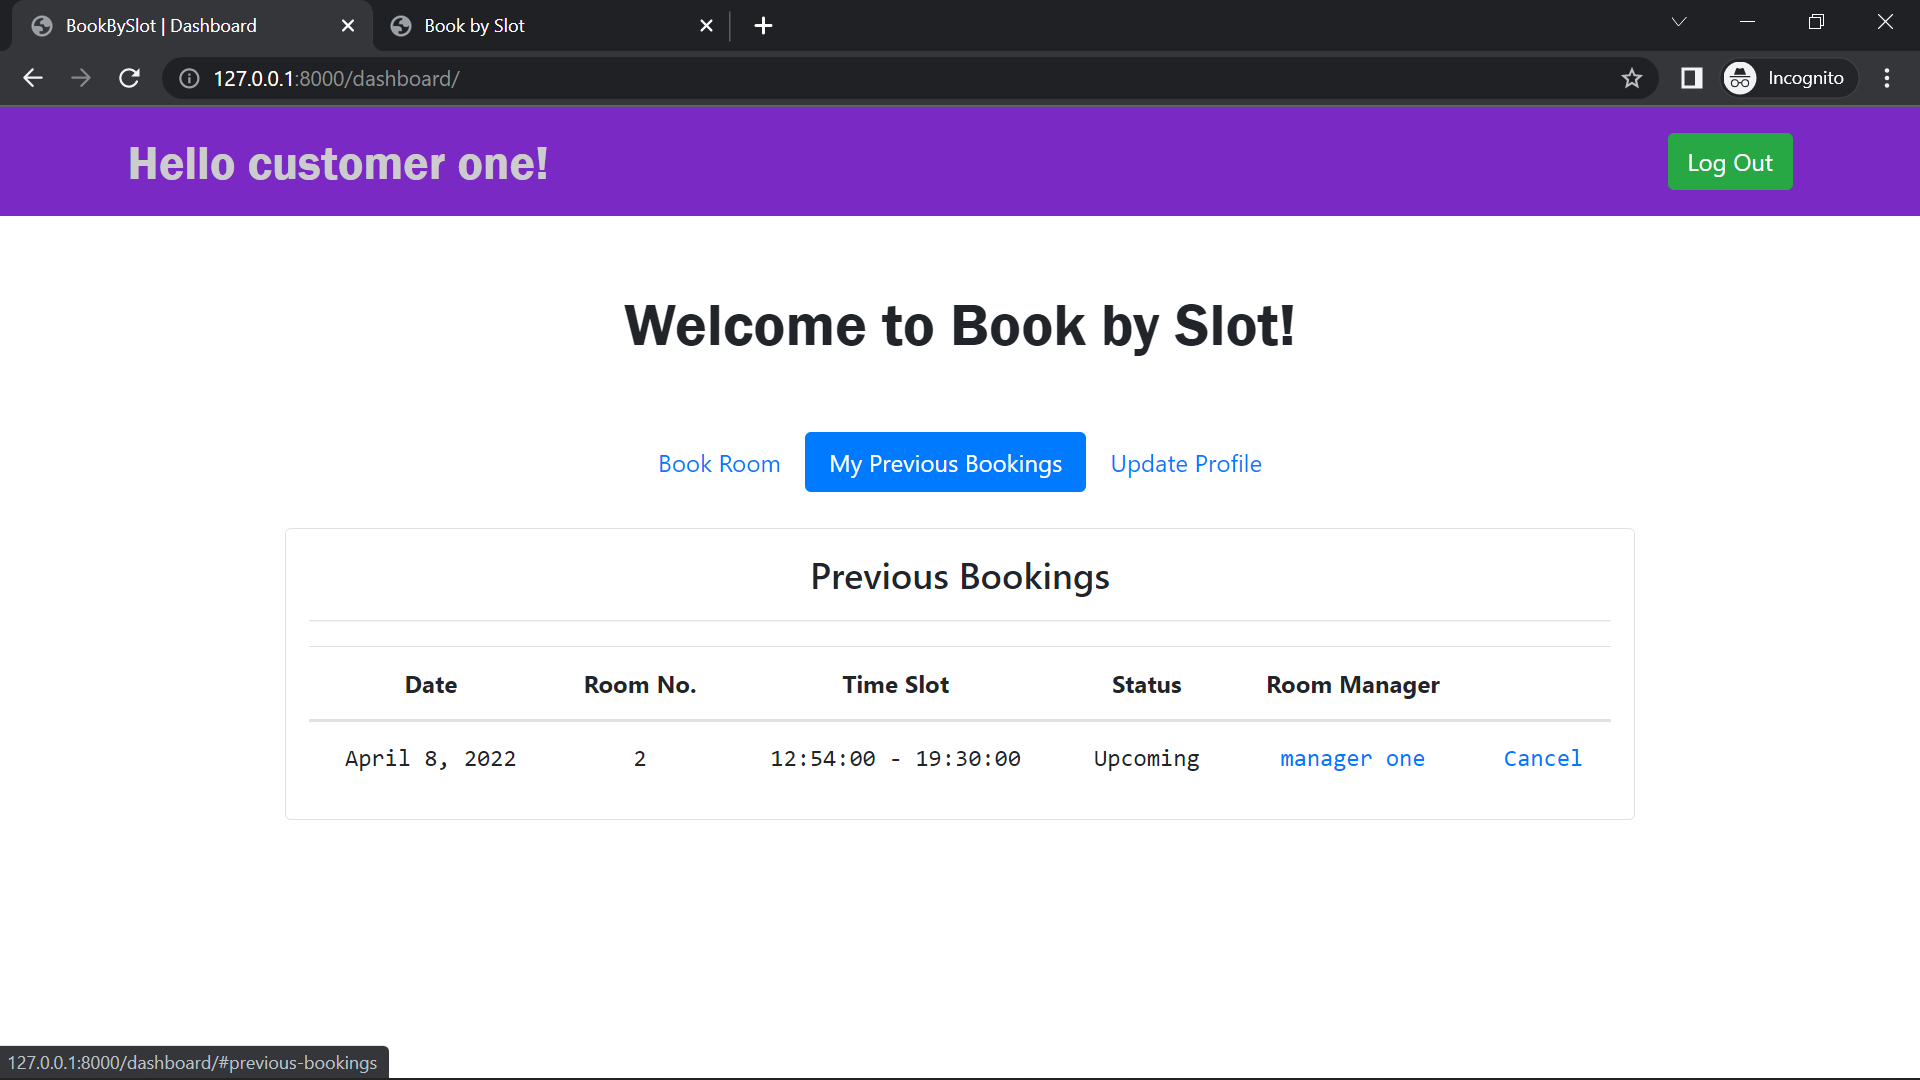 BookBySlot | Dashboard
Book by Slot
127.0.0.1:8000/dashboard/
Incognito
Hello customer one!
Log Out
Welcome to Book by Slot!
Book Room
My Previous Bookings
Update Profile
Previous Bookings
Date Room No. Time Slot Status Room Manager
April 8, 2022 2 12:54:00 - 19:30:00 Upcoming manager one Cancel
127.0.0.1:8000/dashboard/#previous-bookings